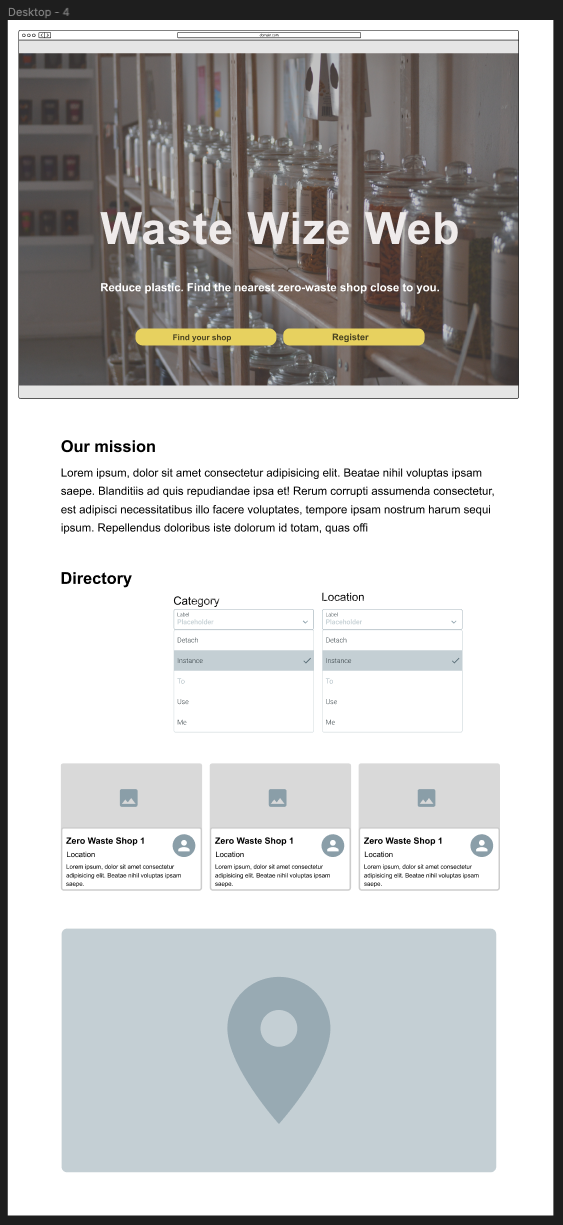 Desktop - 4
domain.com
Waste Wize Web
Reduce plastic. Find the nearest zero-waste shop close to you.
Find your shop
Register
Our mission
Lorem ipsum, dolor sit amet consectetur adipisicing elit. Beatae nihil voluptas ipsam
saepe. Blanditiis ad quis repudiandae ipsa et! Rerum corrupti assumenda consectetur,
est adipisci necessitatibus illo facere voluptates, tempore ipsam nostrum harum sequi
ipsum. Repellendus doloribus iste dolorum id totam, quas offi
Directory
Category
Label
Placeholder
Detach
Instance
To
Use
Me
Location
Label
Placeholder
Detach
Instance
To
Use
Me
Zero Waste Shop 1
Location
Lorem ipsum, dolor sit amet consectetur
adipisicing elit. Beatae nihil voluptas ipsam
saepe.
Zero Waste Shop 1
Location
Lorem ipsum, dolor sit amet consectetur
adipisicing elit. Beatae nihil voluptas ipsam
saepe.
Zero Waste Shop 1
Location
Lorem ipsum, dolor sit amet consectetur
adipisicing elit. Beatae nihil voluptas ipsam
saepe.